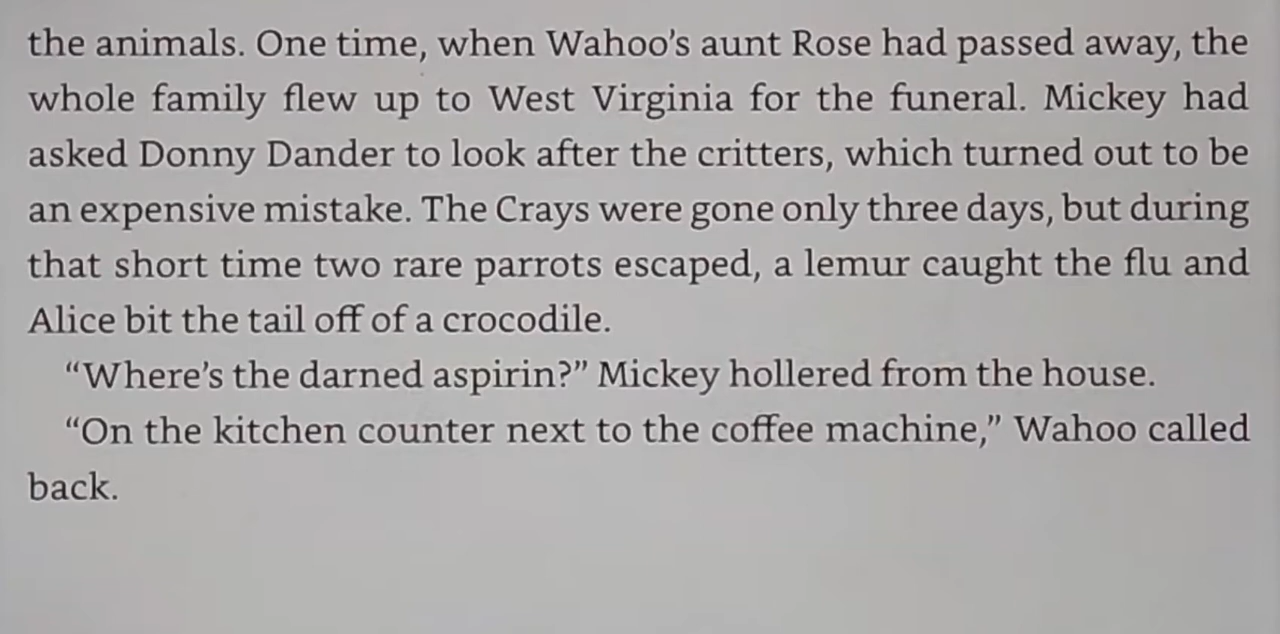 the animals. One time, when Wahoo’s aunt Rose had passed away, the
whole family flew up to West Virginia for the funeral. Mickey had
asked Donny Dander to look after the critters, which turned out to be
an expensive mistake. The Crays were gone only three days, but during
that short time two rare parrots escaped, a lemur caught the flu and
Alice bit the tail off of a crocodile.
“Where’s the darned aspirin?” Mickey hollered from the house.
“On the kitchen counter next to the coffee machine,” Wahoo called
back.